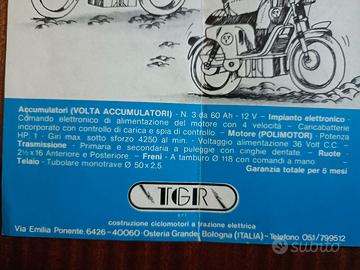 Accumulatori (VOLTA ACCUMULATORI) - N. 3 da 60 Ah - 12 V - Impianto elettronico -
Comando elettronico di alimentazione del motore con 4 velocità - Caricabatterie
incorporato con controllo di carica e spia di controllo. - Motore (POLIMOTOR) - Potenza
HP. 1 - Giri max. sotto sforzo 4250 al min. - Voltaggio alimentazione 36 Volt C.C. -
Trasmissione - Primaria e secondaria a puleggie con cinghie dentate. - Ruote -
2½ x 16 Anteriore e Posteriore. - Freni - A tamburo Ø 118 con comandi a mano -
Telaio - Tubolare monotrave Ø 50 x 2.5. Garanzia totale per 6 mesi
TGR
srl
costruzione ciclomotori a trazione elettrica
Via Emilia Ponente, 6426 - 40060 - Osteria Grande, Bologna (ITALIA) - Telefono 051/799512
subito